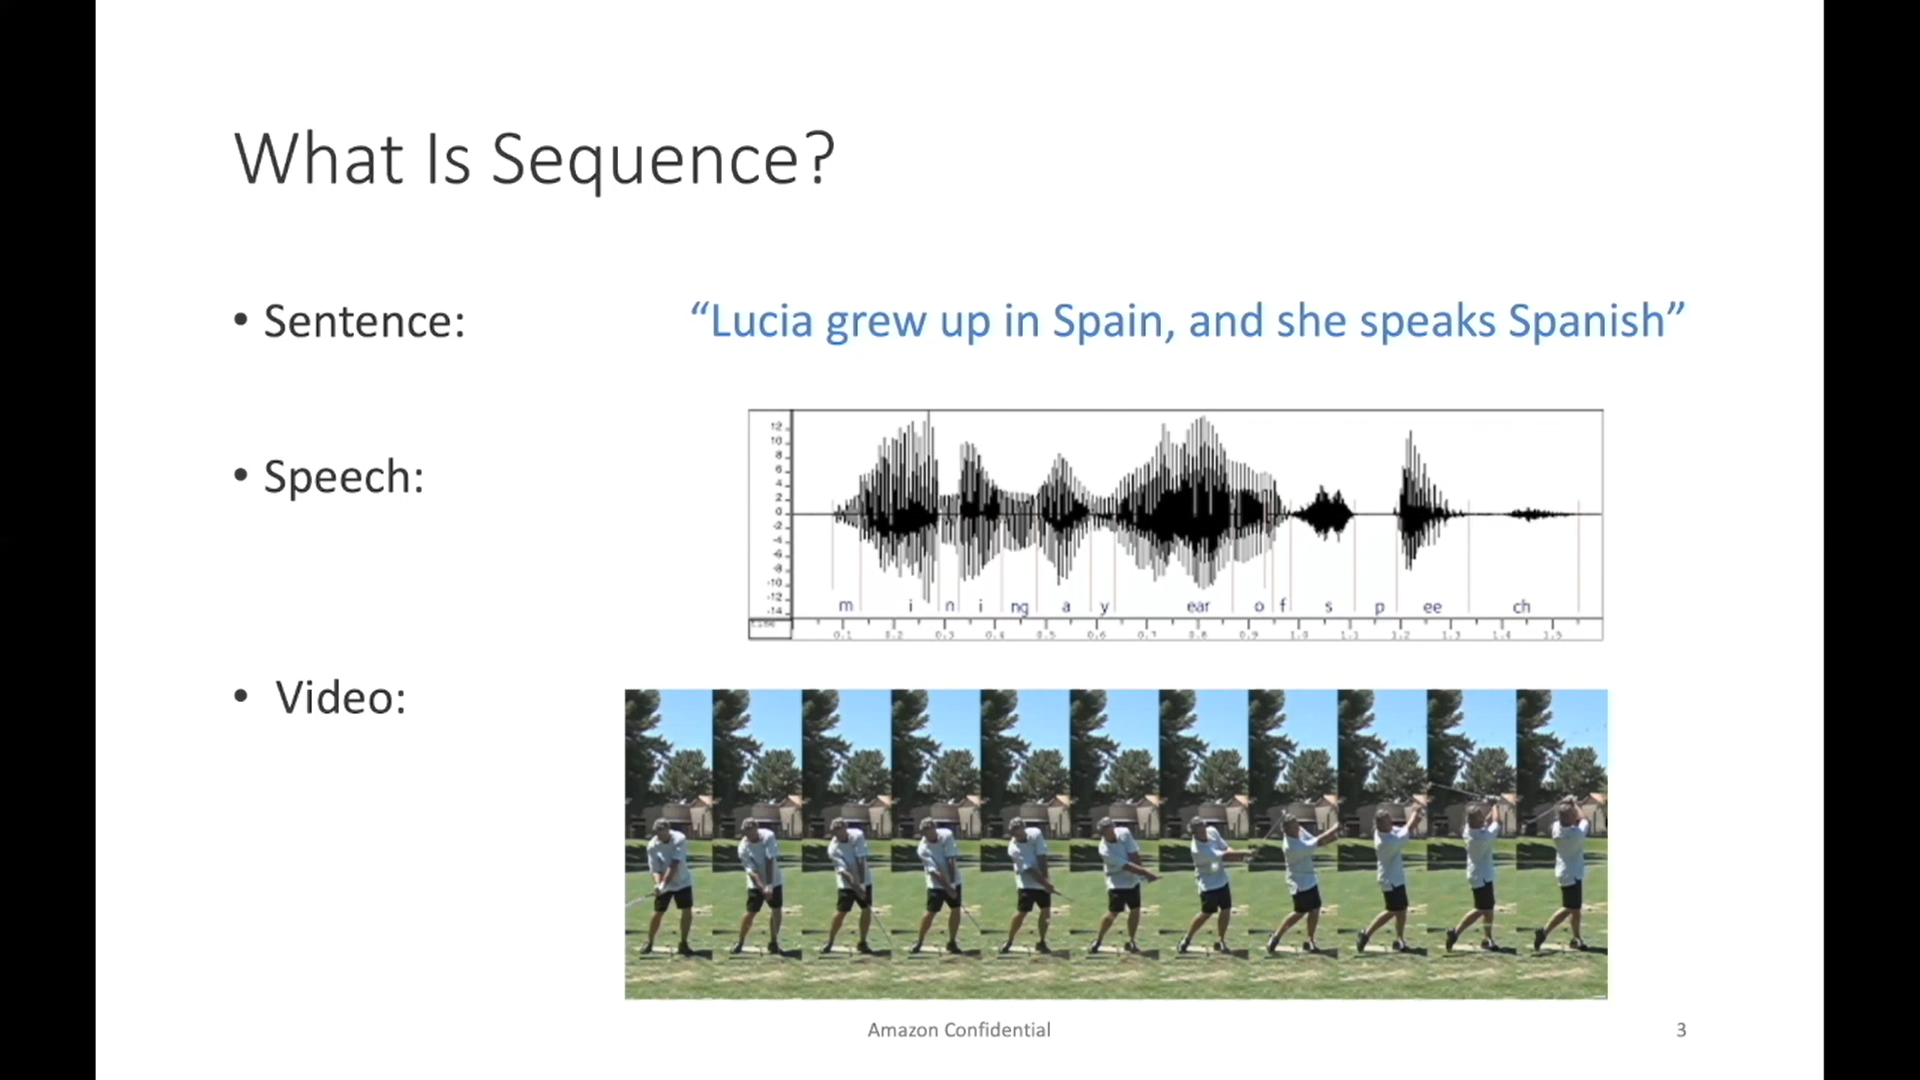 What Is Sequence?
• Sentence:
“Lucia grew up in Spain, and she speaks Spanish”
• Speech:
12
10
8
6
4
2
0
-2
-4
-6
-8
-10
-12
-14
m i n i ng a y ear o f s p ee ch
0.1 0.2 0.3 0.4 0.5 0.6 0.7 0.8 0.9 1.0 1.1 1.2 1.3 1.4 1.5
• Video:
Amazon Confidential
3